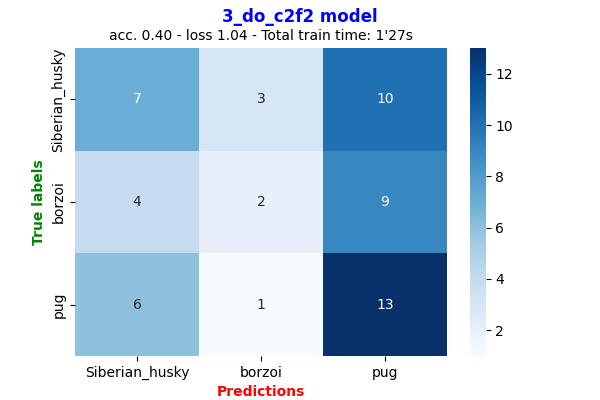 3_do_c2f2 model
acc. 0.40 - loss 1.04 - Total train time: 1'27s
True labels
Siberian_husky
7 3 10
borzoi
4 2 9
pug
6 1 13
Siberian_husky borzoi pug
Predictions
12
10
8
6
4
2